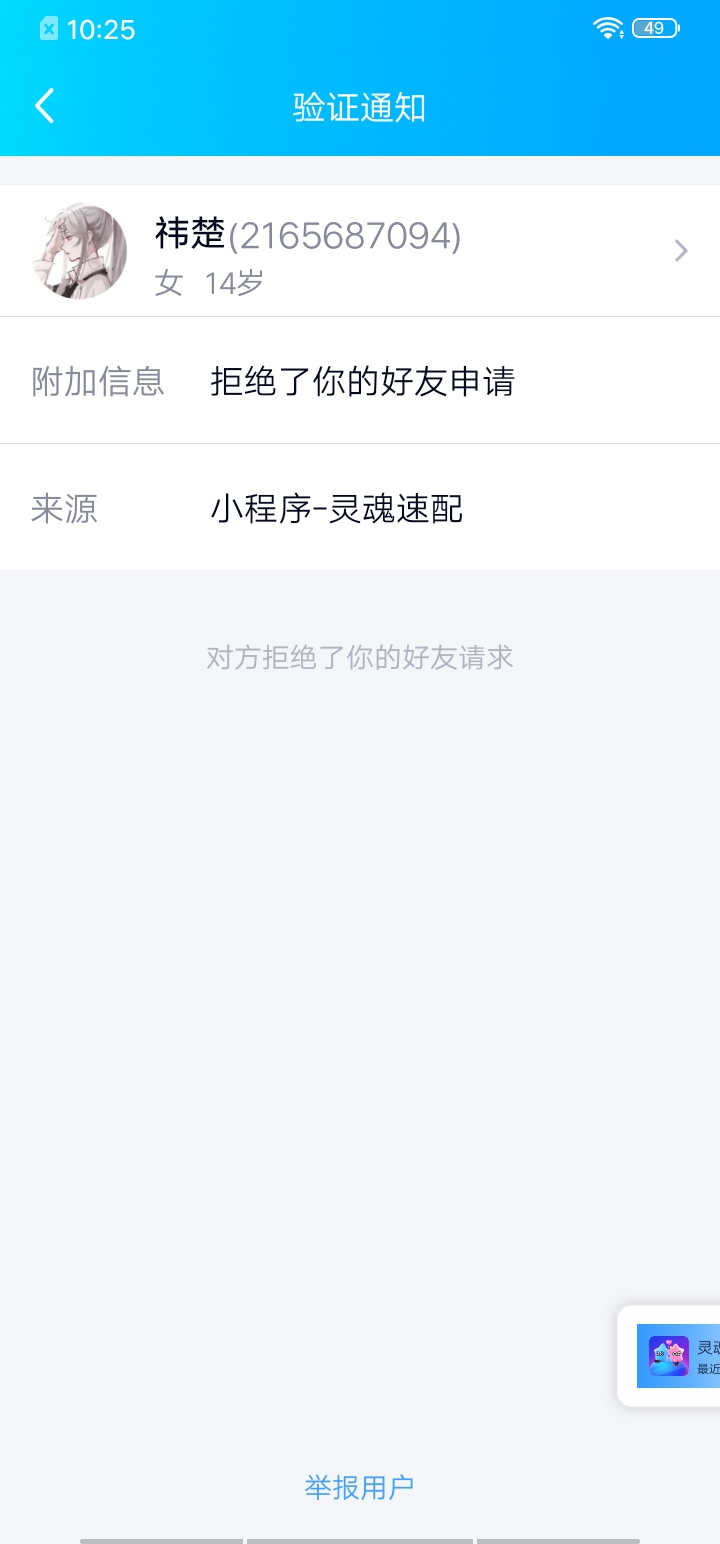 10:25
49
验证通知
祎楚(2165687094)
女 14岁
附加信息 拒绝了你的好友申请
来源 小程序-灵魂速配
对方拒绝了你的好友请求
灵魂
最近
举报用户